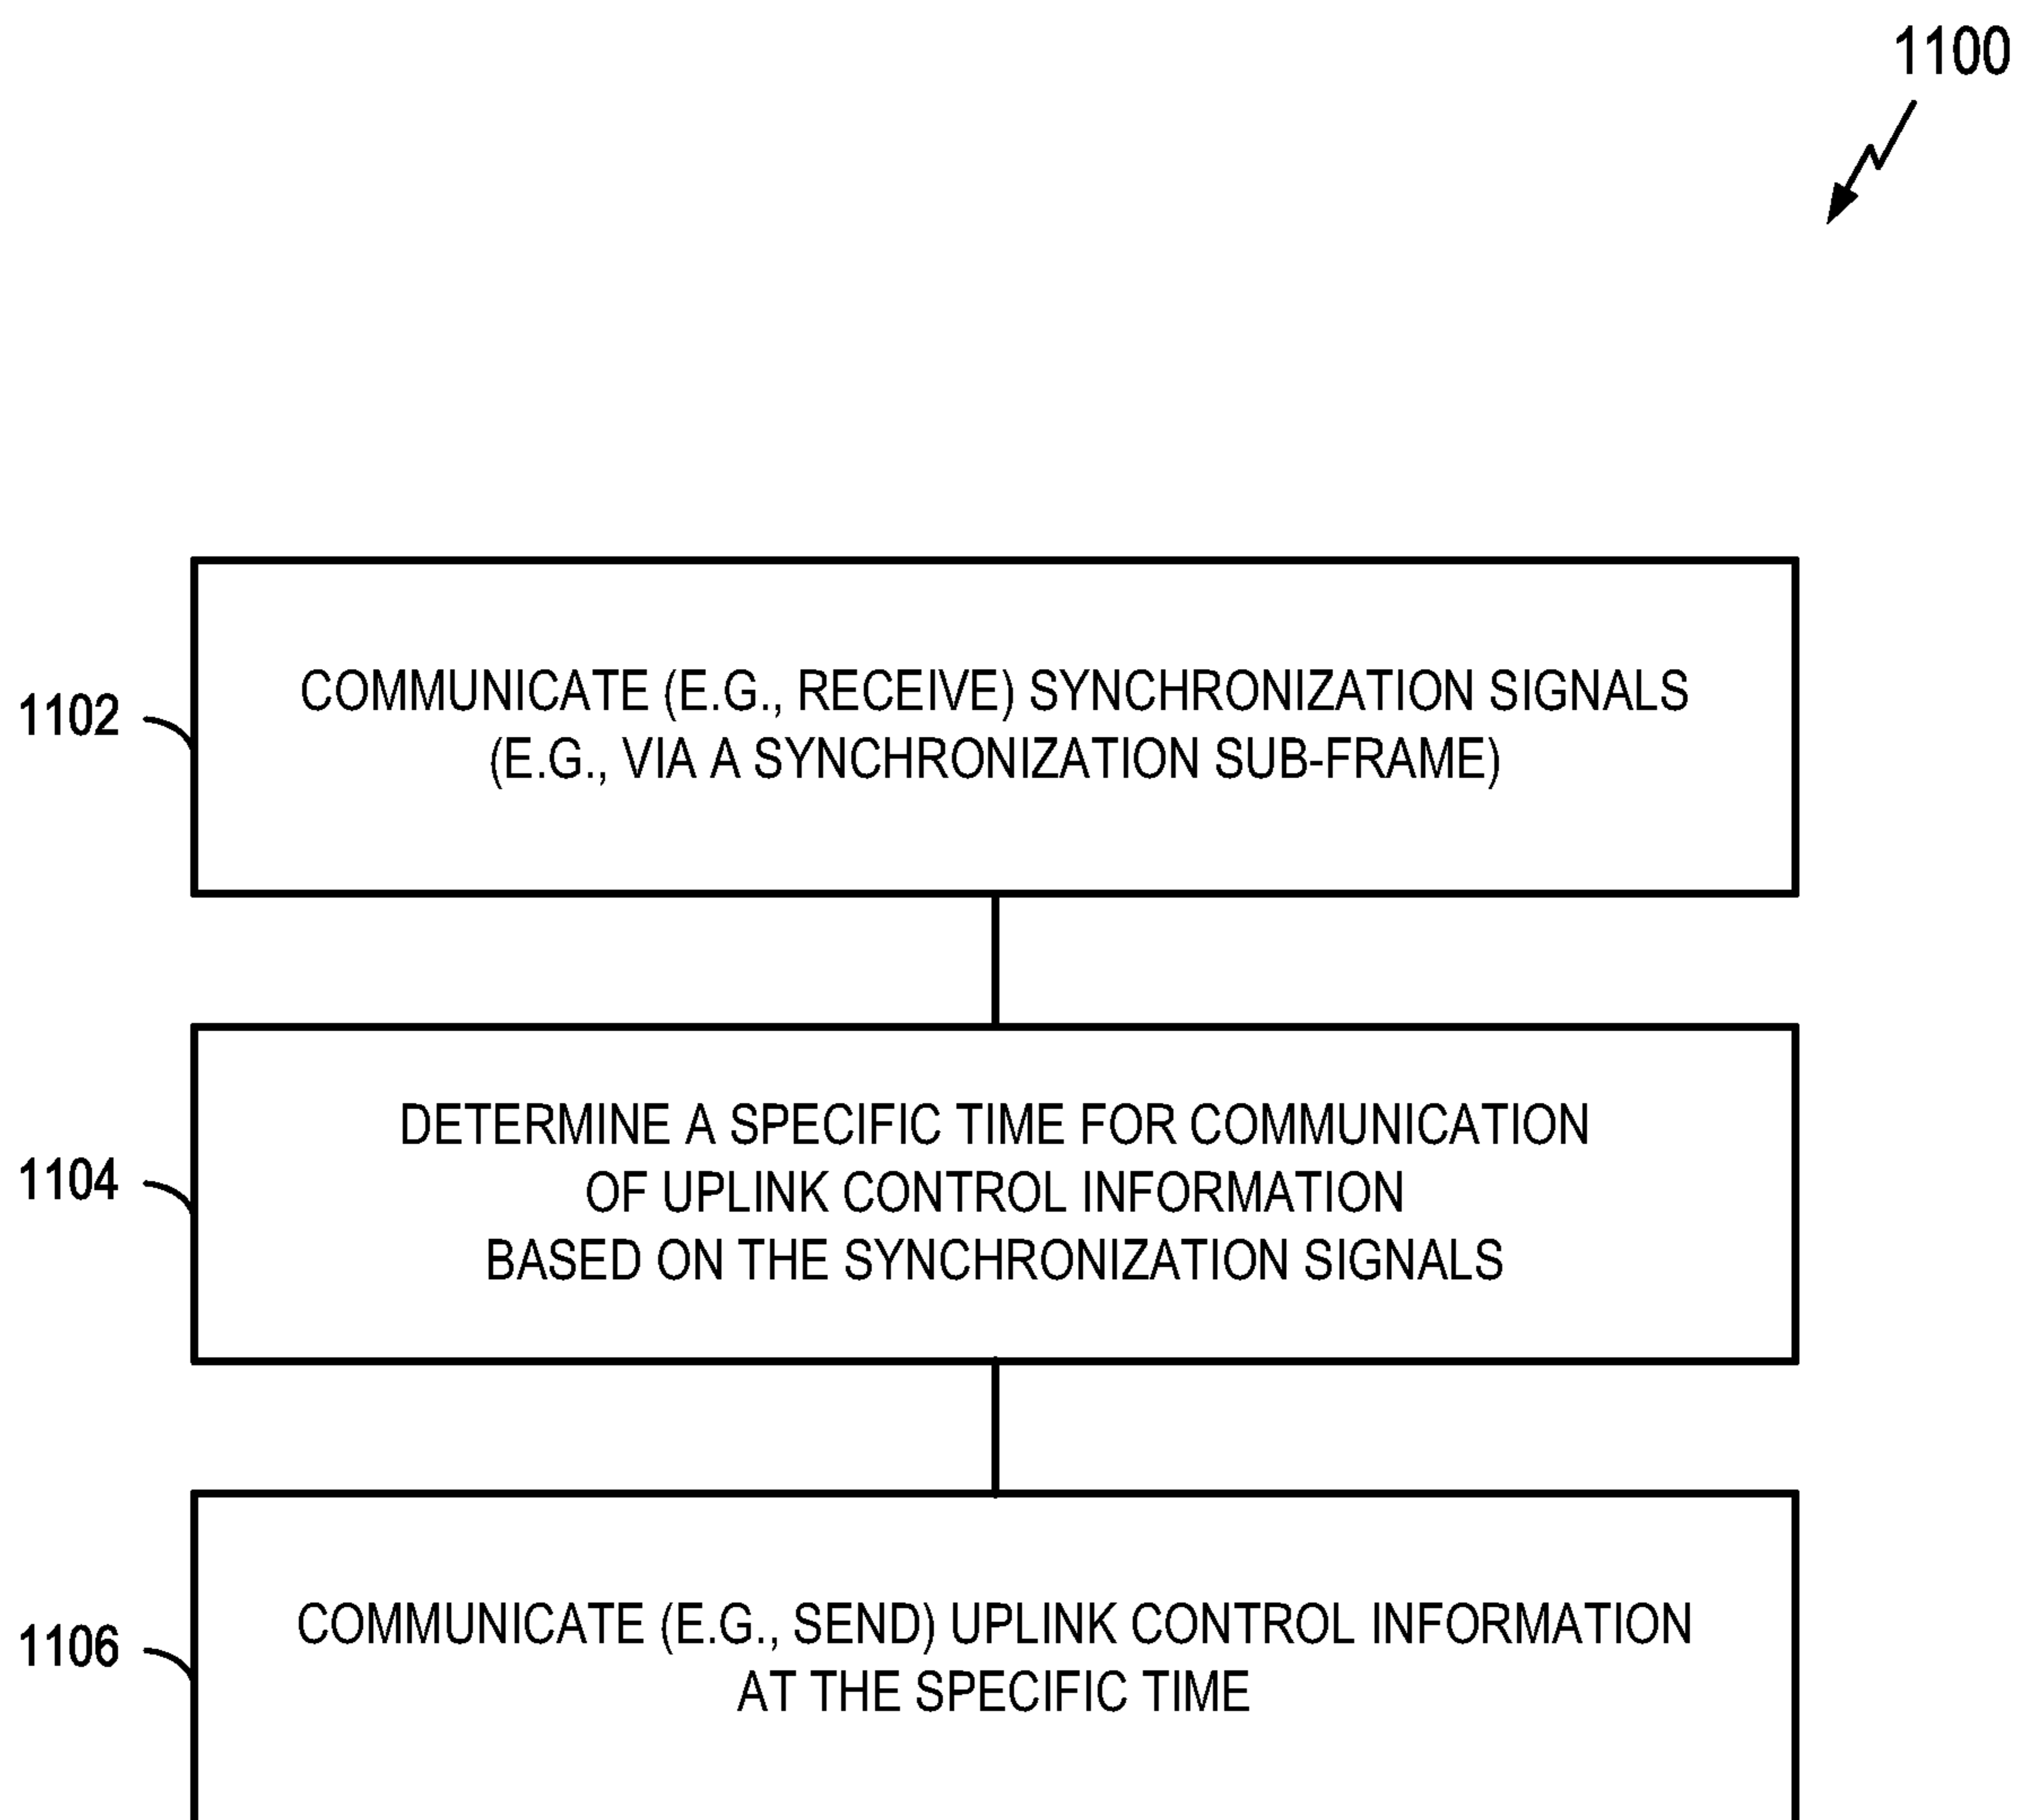 1100
1102
COMMUNICATE (E.G., RECEIVE) SYNCHRONIZATION SIGNALS
(E.G., VIA A SYNCHRONIZATION SUB-FRAME)
1104
DETERMINE A SPECIFIC TIME FOR COMMUNICATION
OF UPLINK CONTROL INFORMATION
BASED ON THE SYNCHRONIZATION SIGNALS
1106
COMMUNICATE (E.G., SEND) UPLINK CONTROL INFORMATION
AT THE SPECIFIC TIME